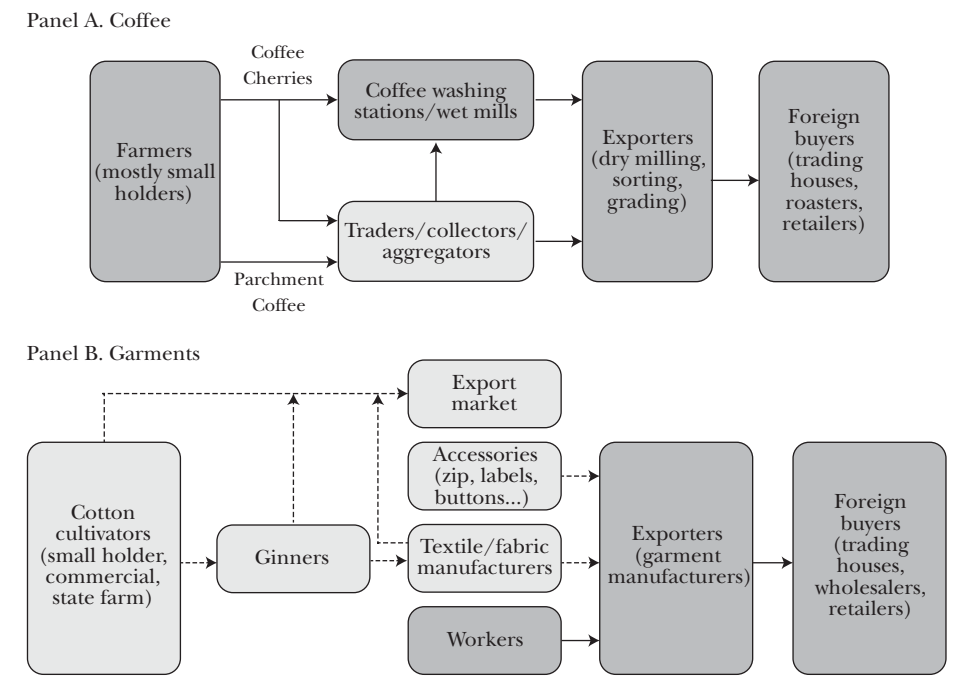 Panel A. Coffee
Coffee
Cherries
Farmers
(mostly small
holders)
Coffee washing
stations/wet mills
Traders/collectors/
aggregators
Parchment
Coffee
Exporters
(dry milling,
sorting,
grading)
Foreign
buyers
(trading
houses,
roasters,
retailers)
Panel B. Garments
Cotton
cultivators
(small holder,
commercial,
state farm)
Ginners
Export
market
Accessories
(zip, labels,
buttons...)
Textile/fabric
manufacturers
Workers
Exporters
(garment
manufacturers)
Foreign
buyers
(trading
houses,
wholesalers,
retailers)